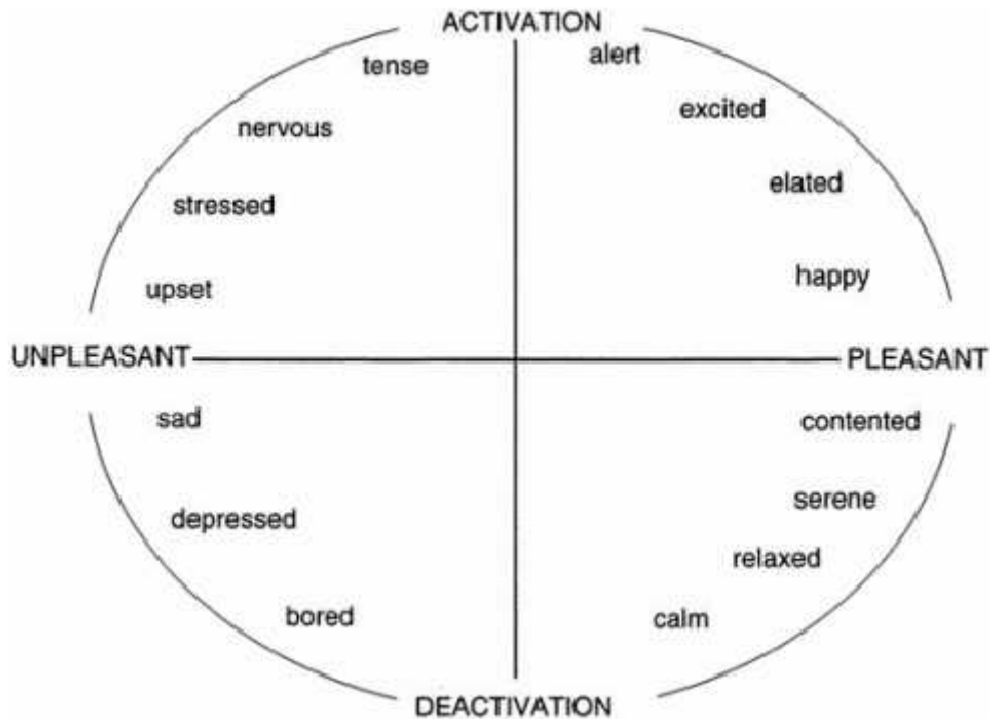 ACTIVATION
tense
alert
excited
nervous
elated
stressed
happy
upset
UNPLEASANT
PLEASANT
sad
contented
serene
depressed
relaxed
bored
calm
DEACTIVATION